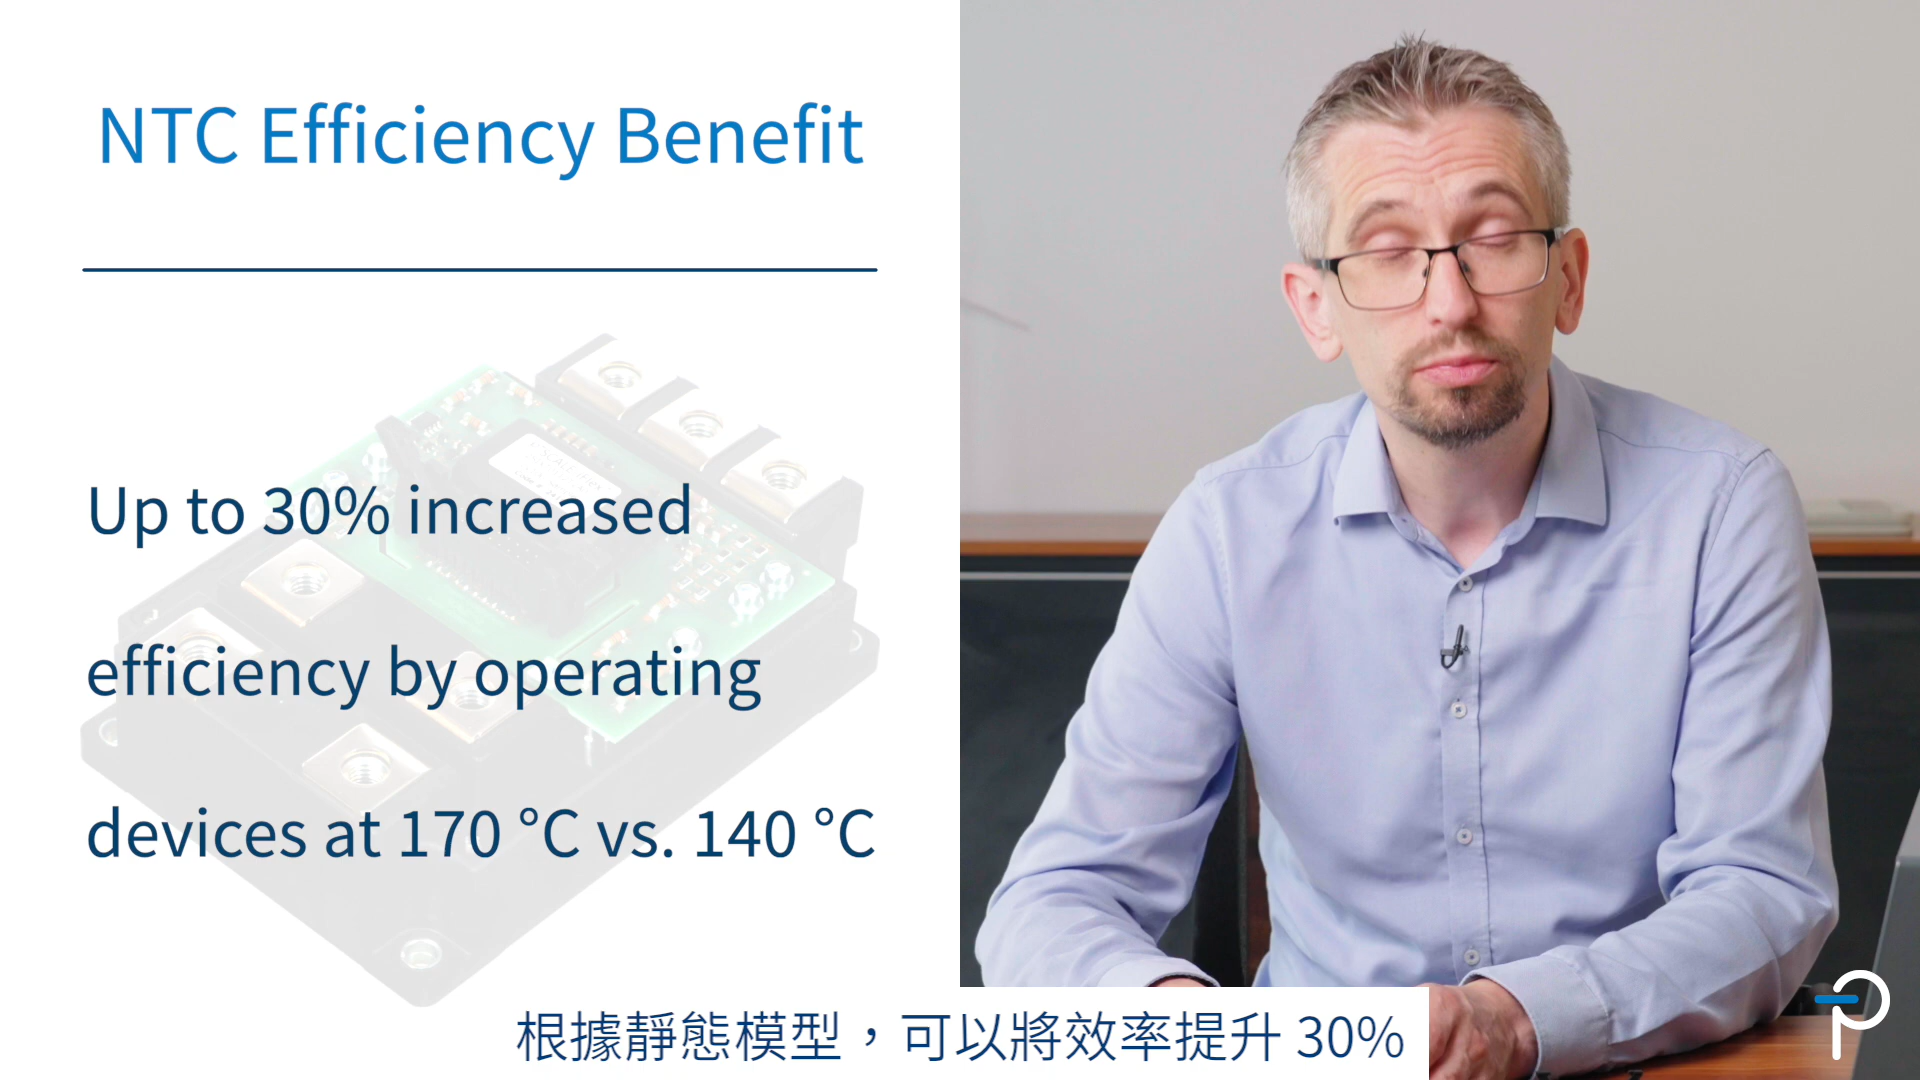 NTC Efficiency Benefit
Up to 30% increased
efficiency by operating
devices at 170 °C vs. 140 °C
根據靜態模型，可以將效率提升 30%